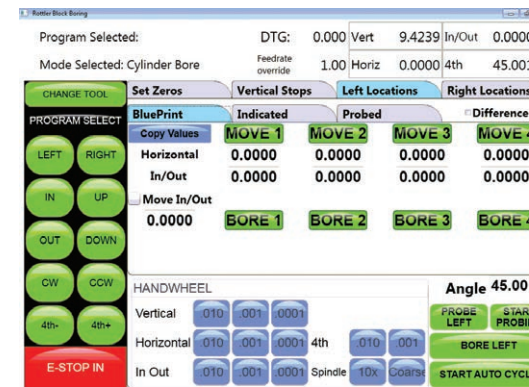 Rottler Block Boring
Program Selected: DTG: 0.000 Vert 9.4239 In/Out 0.0000
Mode Selected: Cylinder Bore Feedrate override 1.00 Horiz 0.0000 4th 45.001
CHANGE TOOL Set Zeros Vertical Stops Left Locations Right Locations
PROGRAM SELECT BluePrint Indicated Probed Difference
Copy Values MOVE 1 MOVE 2 MOVE 3 MOVE
LEFT RIGHT Horizontal 0.0000 0.0000 0.0000 0.0000
In/Out 0.0000 0.0000 0.0000 0.0000
IN UP Move In/Out
0.0000 BORE 1 BORE 2 BORE 3 BORE
OUT DOWN
CW CCW HANDWHEEL Angle 45.00
4th- 4th+ Vertical .010 .001 .0001 PROBE LEFT
Horizontal .010 .001 .0001 4th .010 .001 BORE LEFT
E-STOP IN In Out .010 .001 .0001 Spindle 10x Coarse START AUTO CYCL